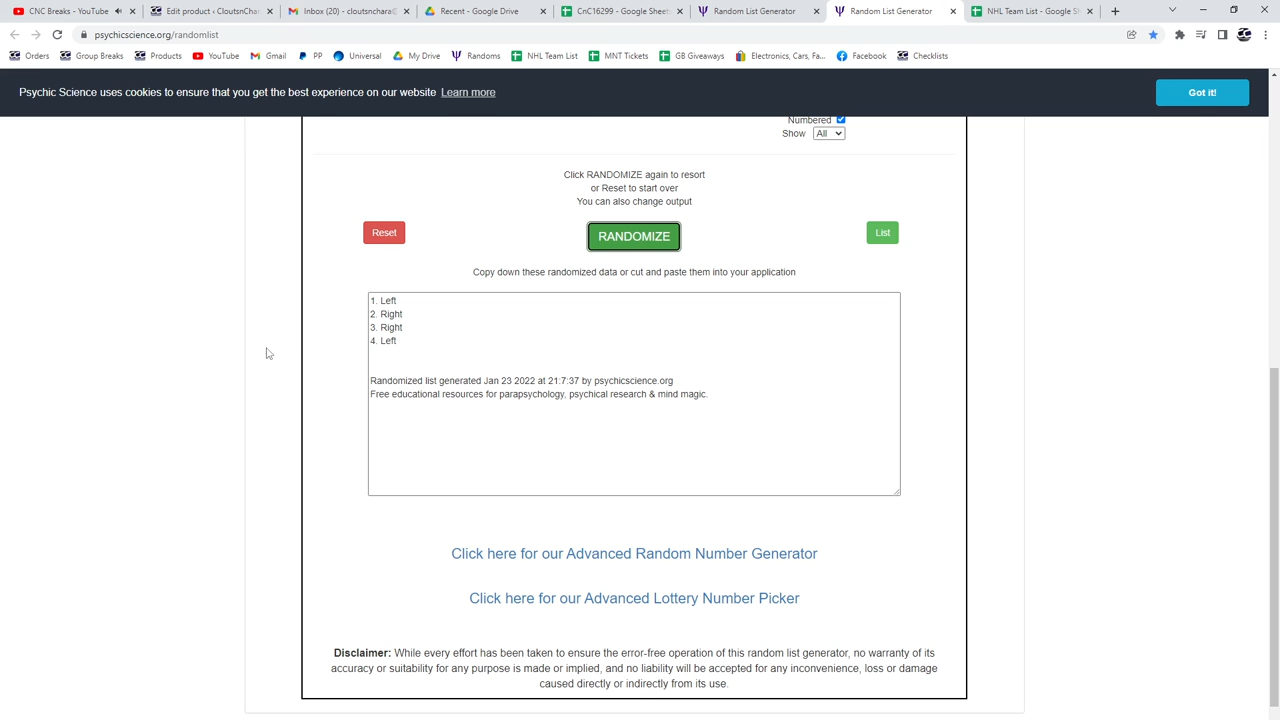 CNC Breaks - YouTube
Edit product - CloutsnChara
Inbox (20) - cloutsnchara@
Recent - Google Drive
CnC16299 - Google Sheets
Random List Generator
Random List Generator
NHL Team List - Google Sh
psychicscience.org/randomlist
Orders
Group Breaks
Products
YouTube
Gmail
PP
Universal
My Drive
Randoms
NHL Team List
MNT Tickets
GB Giveaways
Electronics, Cars, Fa...
Facebook
Checklists
Psychic Science uses cookies to ensure that you get the best experience on our website Learn more
Got it!
Numbered
Show All
Click RANDOMIZE again to resort
or Reset to start over
You can also change output
Reset
RANDOMIZE
List
Copy down these randomized data or cut and paste them into your application
1. Left
2. Right
3. Right
4. Left
Randomized list generated Jan 23 2022 at 21:7:37 by psychicscience.org
Free educational resources for parapsychology, psychical research & mind magic.
Click here for our Advanced Random Number Generator
Click here for our Advanced Lottery Number Picker
Disclaimer: While every effort has been taken to ensure the error-free operation of this random list generator, no warranty of its
accuracy or suitability for any purpose is made or implied, and no liability will be accepted for any inconvenience, loss or damage
caused directly or indirectly from its use.